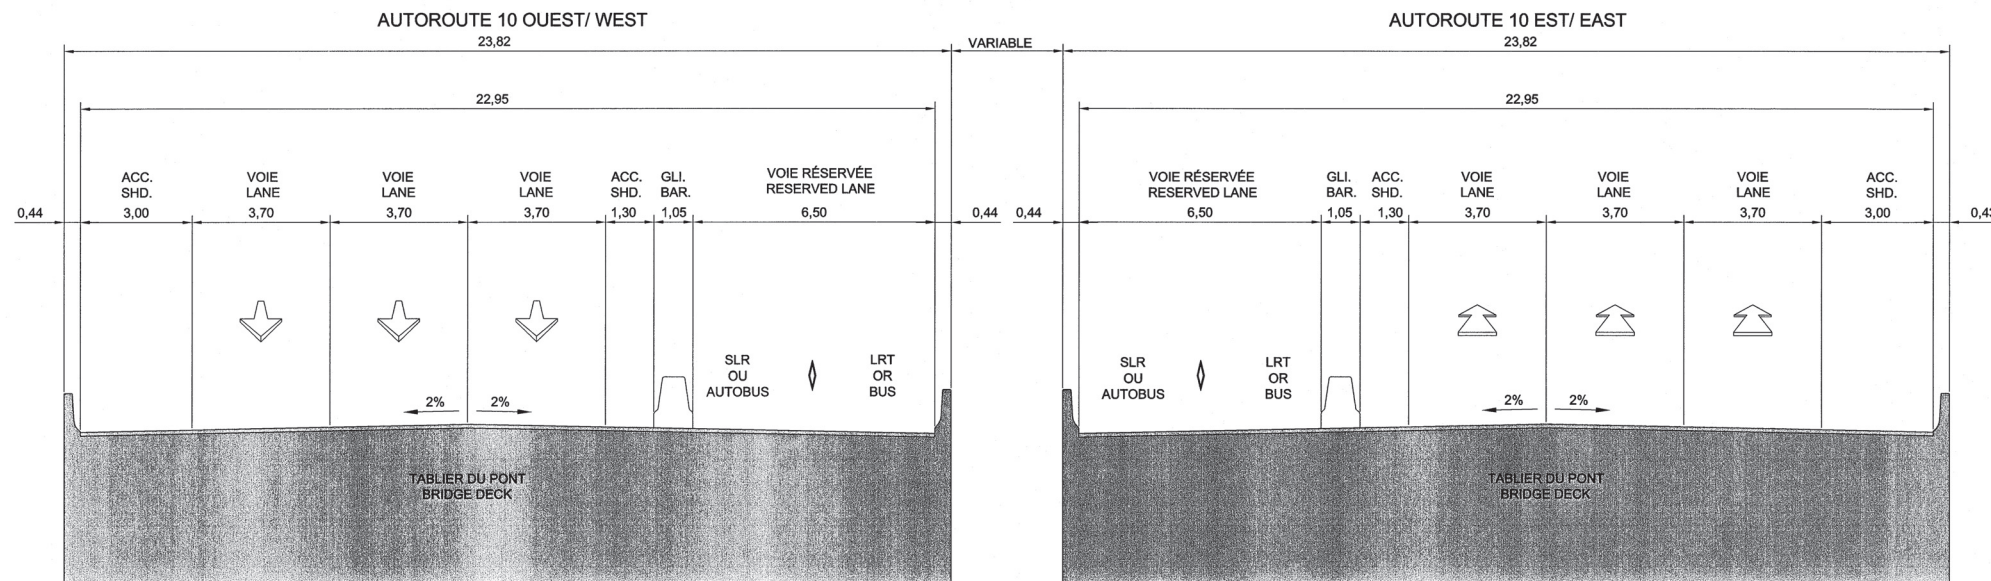 AUTOROUTE 10 OUEST/ WEST
23,82
VARIABLE
AUTOROUTE 10 EST/ EAST
23,82
22,95
22,95
ACC.
SHD.
3,00
VOIE
LANE
3,70
VOIE
LANE
3,70
VOIE
LANE
3,70
ACC.
SHD.
1,30
GLI.
BAR.
1,05
VOIE RÉSERVÉE
RESERVED LANE
6,50
0,44
0,44
0,44
VOIE RÉSERVÉE
RESERVED LANE
6,50
GLI.
BAR.
1,05
ACC.
SHD.
1,30
VOIE
LANE
3,70
VOIE
LANE
3,70
VOIE
LANE
3,70
ACC.
SHD.
3,00
SLR
OU
AUTOBUS
LRT
OR
BUS
SLR
OU
AUTOBUS
LRT
OR
BUS
2%
2%
2%
2%
TABLIER DU PONT
BRIDGE DECK
TABLIER DU PONT
BRIDGE DECK